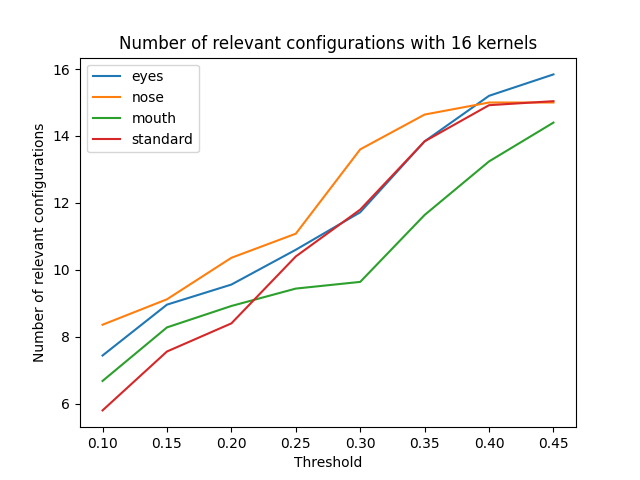 Number of relevant configurations with 16 kernels
eyes
nose
mouth
standard
Number of relevant configurations
16
14
12
10
8
6
0.10 0.15 0.20 0.25 0.30 0.35 0.40 0.45
Threshold